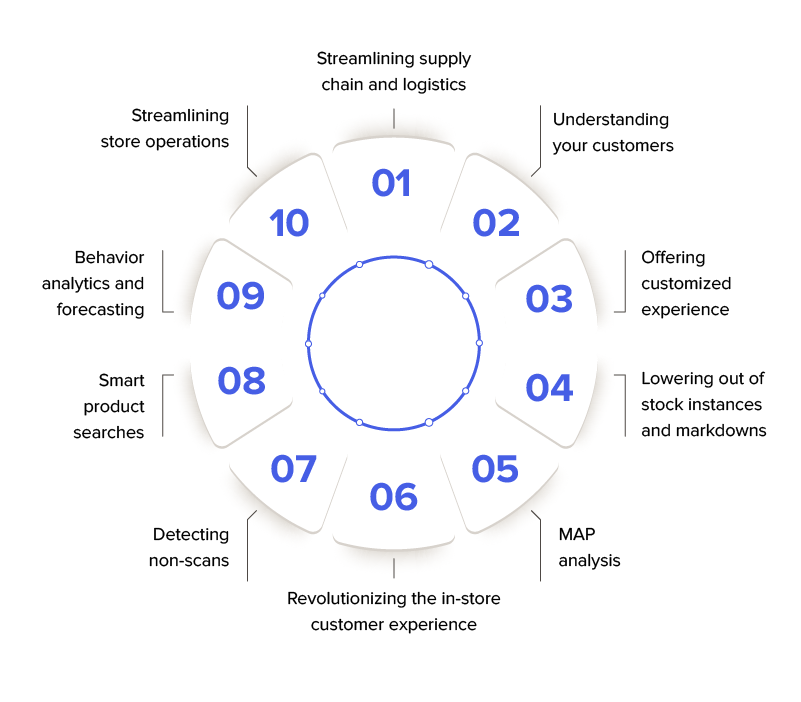 01
Streamlining supply
chain and logistics
02
Understanding
your customers
03
Offering
customized
experience
04
Lowering out of
stock instances
and markdowns
05
MAP
analysis
06
Revolutionizing the in-store
customer experience
07
Detecting
non-scans
08
Smart
product
searches
09
Behavior
analytics and
forecasting
10
Streamlining
store operations